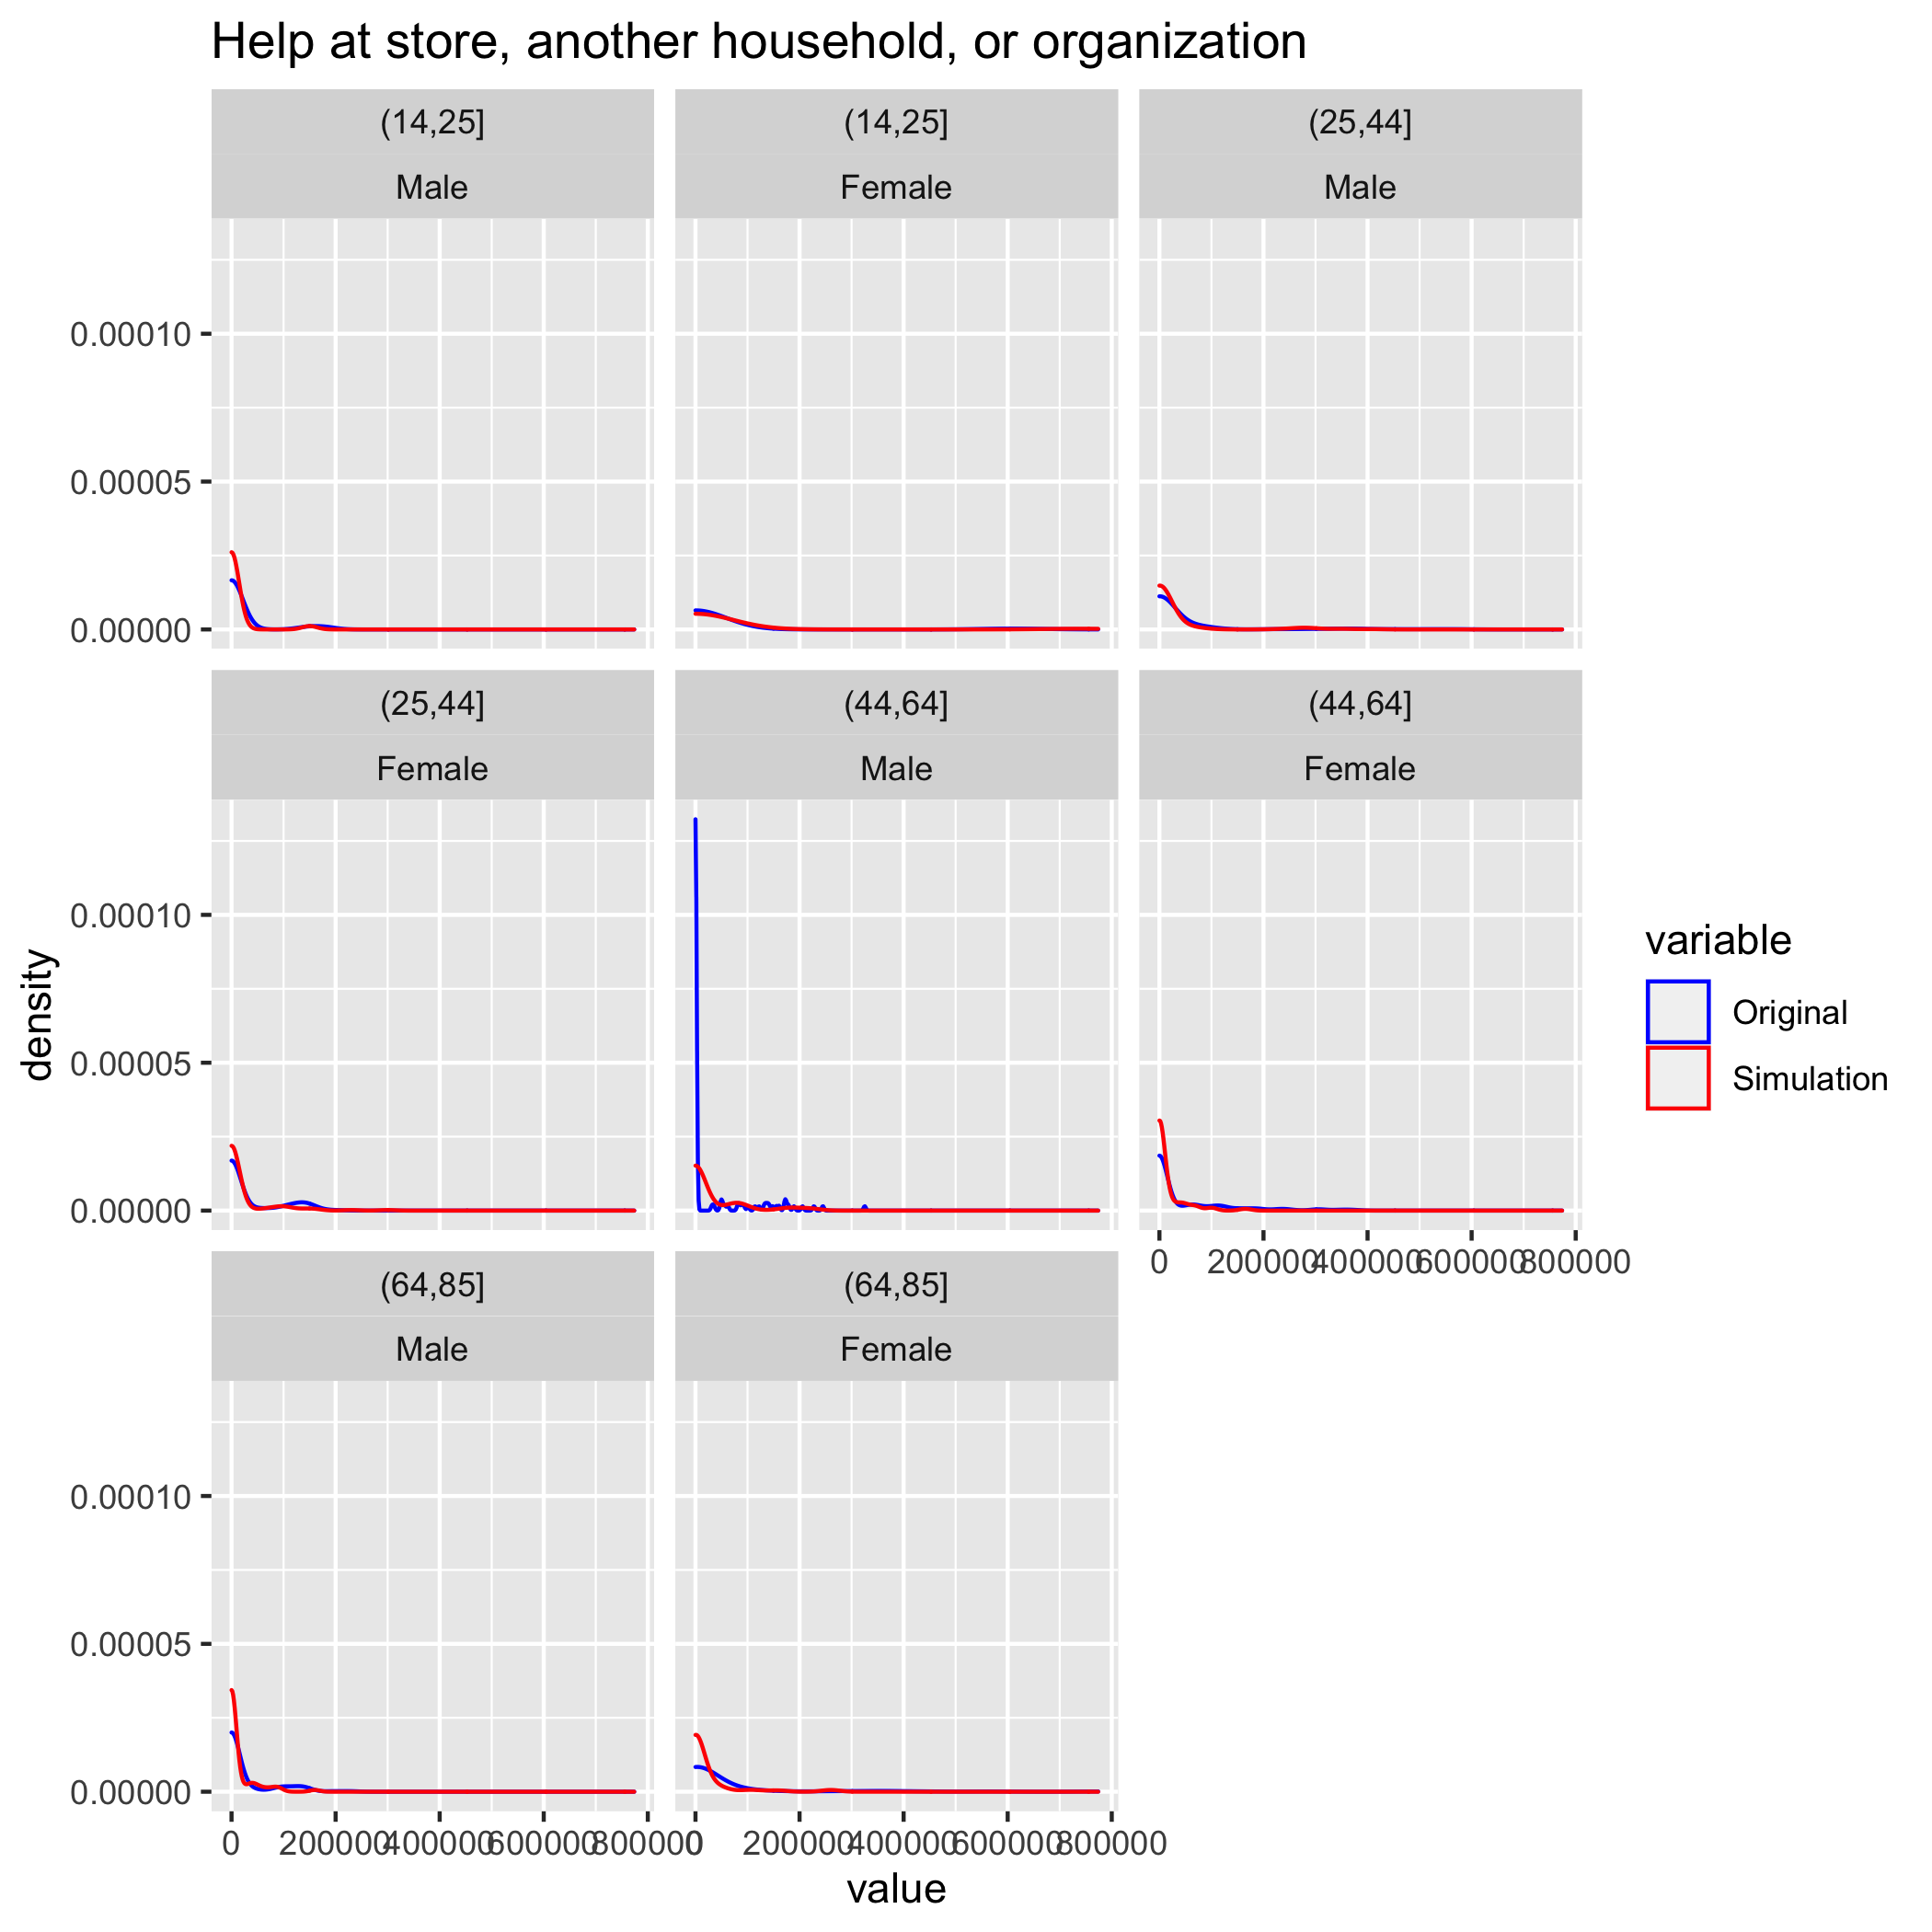 Help at store, another household, or organization
(14,25]
Male
(14,25]
Female
(25,44]
Male
0.00010
0.00005
0.00000
(25,44]
Female
(44,64]
Male
(44,64]
Female
0.00010
0.00005
0.00000
0 200000 400000 600000 800000
(64,85]
Male
(64,85]
Female
0.00010
0.00005
0.00000
0 200000 400000 600000 800000
0 200000 400000 600000 800000
value
density
variable
Original
Simulation